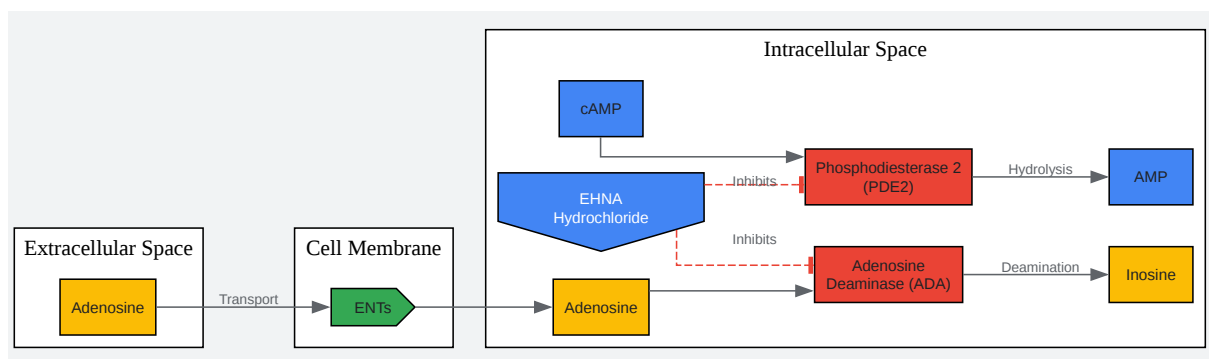 Intracellular Space
cAMP
Phosphodiesterase 2
(PDE2)
Hydrolysis
AMP
Inhibits
EHNA
Hydrochloride
Inhibits
Extracellular Space
Cell Membrane
Adenosine
Deaminase (ADA)
Deamination
Inosine
Adenosine
Transport
ENTs
Adenosine